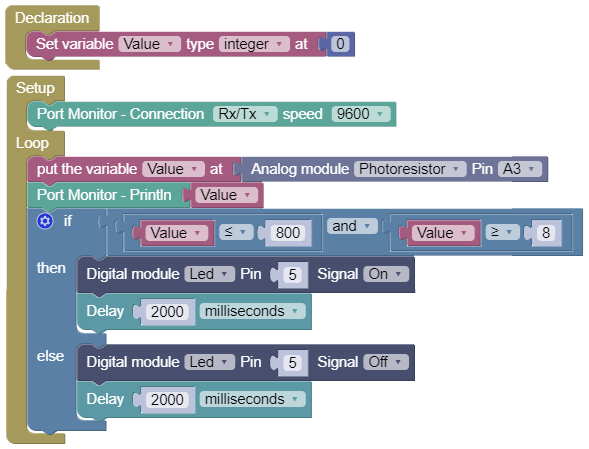 Declaration
Set variable Value type integer at 0
Setup
Port Monitor - Connection Rx/Tx speed 9600
Loop
put the variable Value at Analog module Photoresistor Pin A3
Port Monitor - Println Value
if Value ≤ 800 and Value ≥ 8
then Digital module Led Pin 5 Signal On
Delay 2000 milliseconds
else Digital module Led Pin 5 Signal Off
Delay 2000 milliseconds